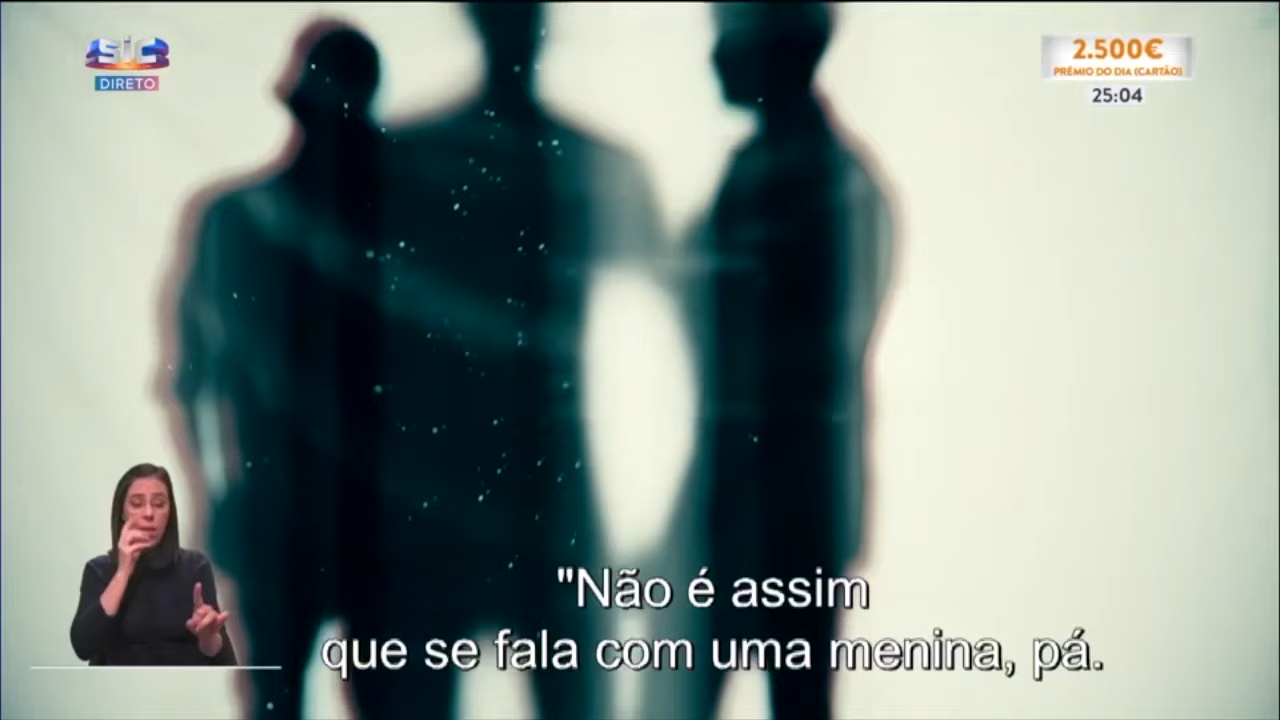 SIC
DIRETO
2.500€
PRÉMIO DO DIA (CARTÃO)
25:04
"Não é assim
que se fala com uma menina, pá.